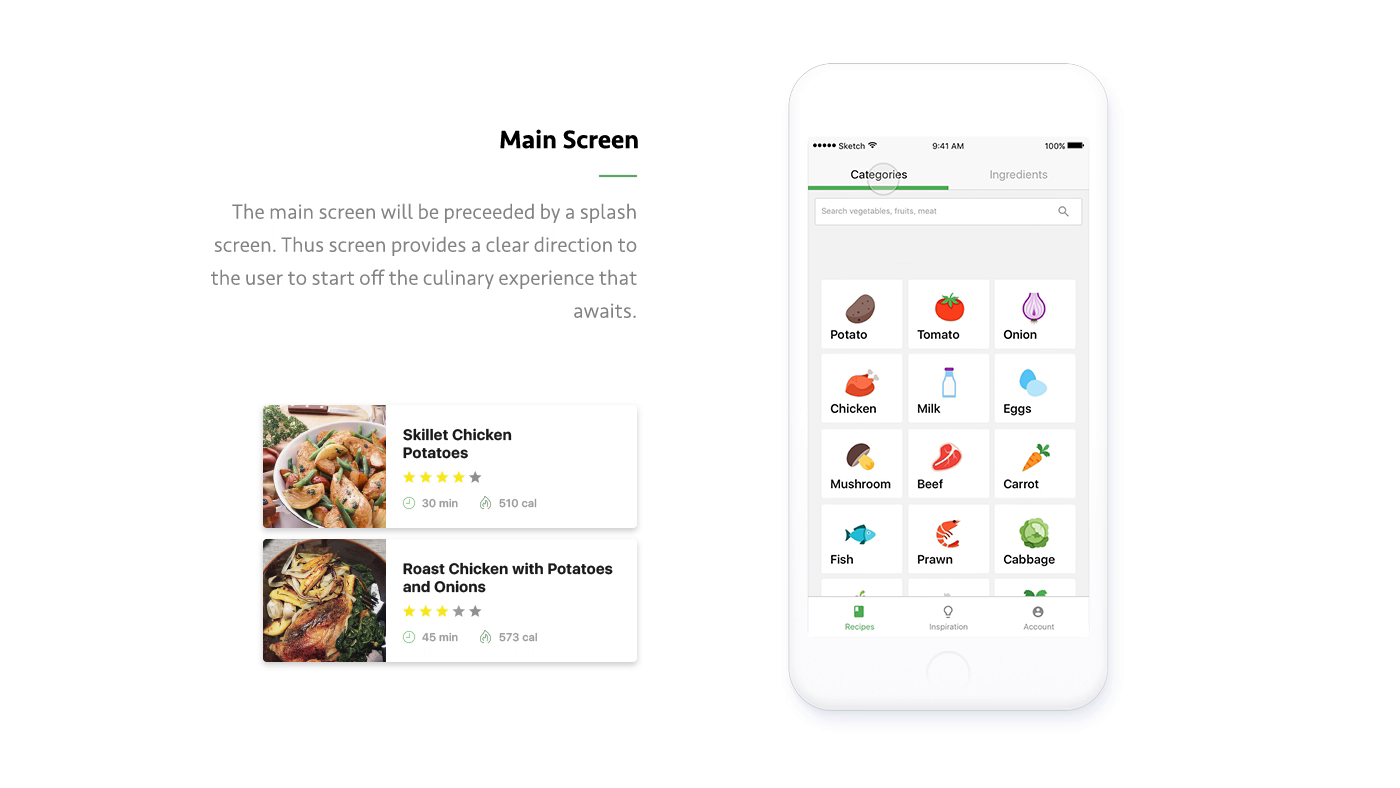 Main Screen
The main screen will be preceeded by a splash
screen. Thus screen provides a clear direction to
the user to start off the culinary experience that
awaits.
Skillet Chicken
Potatoes
30 min 510 cal
Roast Chicken with Potatoes
and Onions
45 min 573 cal
Sketch 9:41 AM 100%
Categories Ingredients
Search vegetables, fruits, meat
Potato Tomato Onion
Chicken Milk Eggs
Mushroom Beef Carrot
Fish Prawn Cabbage
Recipes Inspiration Account